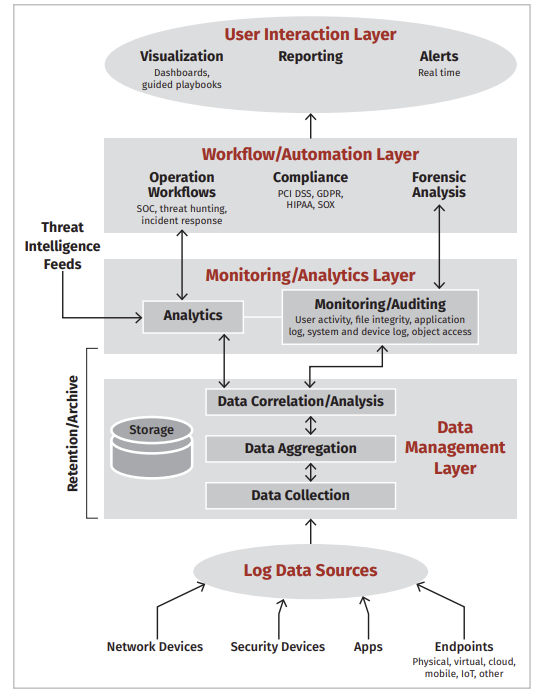 User Interaction Layer
Visualization
Dashboards,
guided playbooks
Reporting
Alerts
Real time
Workflow/Automation Layer
Operation
Workflows
SOC, threat hunting,
incident response
Compliance
PCI DSS, GDPR,
HIPAA, SOX
Forensic
Analysis
Threat
Intelligence
Feeds
Monitoring/Analytics Layer
Analytics
Monitoring/Auditing
User activity, file integrity, application
log, system and device log, object access
Retention/Archive
Storage
Data Correlation/Analysis
Data Aggregation
Data Collection
Data
Management
Layer
Log Data Sources
Network Devices
Security Devices
Apps
Endpoints
Physical, virtual, cloud,
mobile, IoT, other